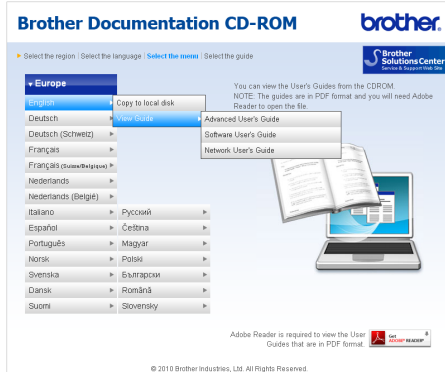 Brother Documentation CD-ROM
brother.
Select the region | Select the language | Select the menu | Select the guide
Brother
Solutions Center
Service & Support Web Site
Europe
You can view the User's Guides from the CDROM.
NOTE: The guides are in PDF format and you will need Adobe
Reader to open the file.
English
Copy to local disk
Deutsch
View Guide
Advanced User's Guide
Deutsch (Schweiz)
Software User's Guide
Français
Network User's Guide
Français (Suisse/Belgique)
Nederlands
Nederlands (België)
Italiano
Русский
Español
Čeština
Português
Magyar
Norsk
Polski
Svenska
Български
Dansk
Română
Suomi
Slovensky
Adobe Reader is required to view the User
Guides that are in PDF format.
Get
ADOBE® READER®
© 2010 Brother Industries, Ltd. All Rights Reserved.